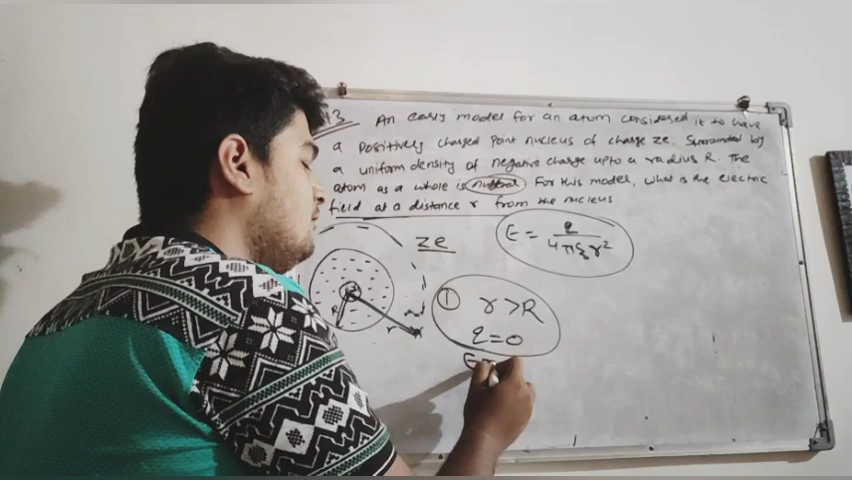 13. An early model for an atom considered it to have
a positively charged point nucleus of charge ze. Surrounded by
a uniform density of negative charge upto a radius R. The
atom as a whole is neutral For this model, what is the electric
field at a distance r from the nucleus
ze
E = q / 4πε₀r²
R
r
① r > R
q = 0
E =